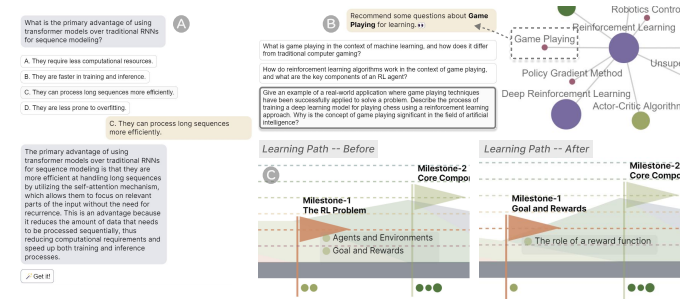 What is the primary advantage of using
transformer models over traditional RNNs
for sequence modeling?
A
A. They require less computational resources.
B. They are faster in training and inference.
C. They can process long sequences more efficiently.
D. They are less prone to overfitting.
C. They can process long sequences
more efficiently.
The primary advantage of using
transformer models over traditional RNNs
for sequence modeling is that they are
more efficient at handling long sequences
by utilizing the self-attention mechanism,
which allows them to focus on relevant
parts of the input without the need for
recurrence. This is an advantage because
it reduces the amount of data that needs
to be processed sequentially, thus
reducing computational requirements and
speed up both training and inference
processes.
Get it!
B
Recommend some questions about Game
Playing for learning.
What is game playing in the context of machine learning, and how does it differ
from traditional computer gaming?
How do reinforcement learning algorithms work in the context of game playing,
and what are the key components of an RL agent?
Give an example of a real-world application where game playing techniques
have been successfully applied to solve a problem. Describe the process of
training a deep learning model for playing chess using a reinforcement learning
approach. Why is the concept of game playing significant in the field of artificial
intelligence?
Robotics Contro
Reinforcement Learning
Game Playing
Unsupe
Policy Gradient Method
Deep Reinforcement Learning
Actor-Critic Algorithm
Learning Path -- Before
C
Milestone-2
Core Compon
Milestone-1
The RL Problem
Agents and Environments
Goal and Rewards
Learning Path -- After
Milestone-2
Core Compo
Milestone-1
Goal and Rewards
The role of a reward function